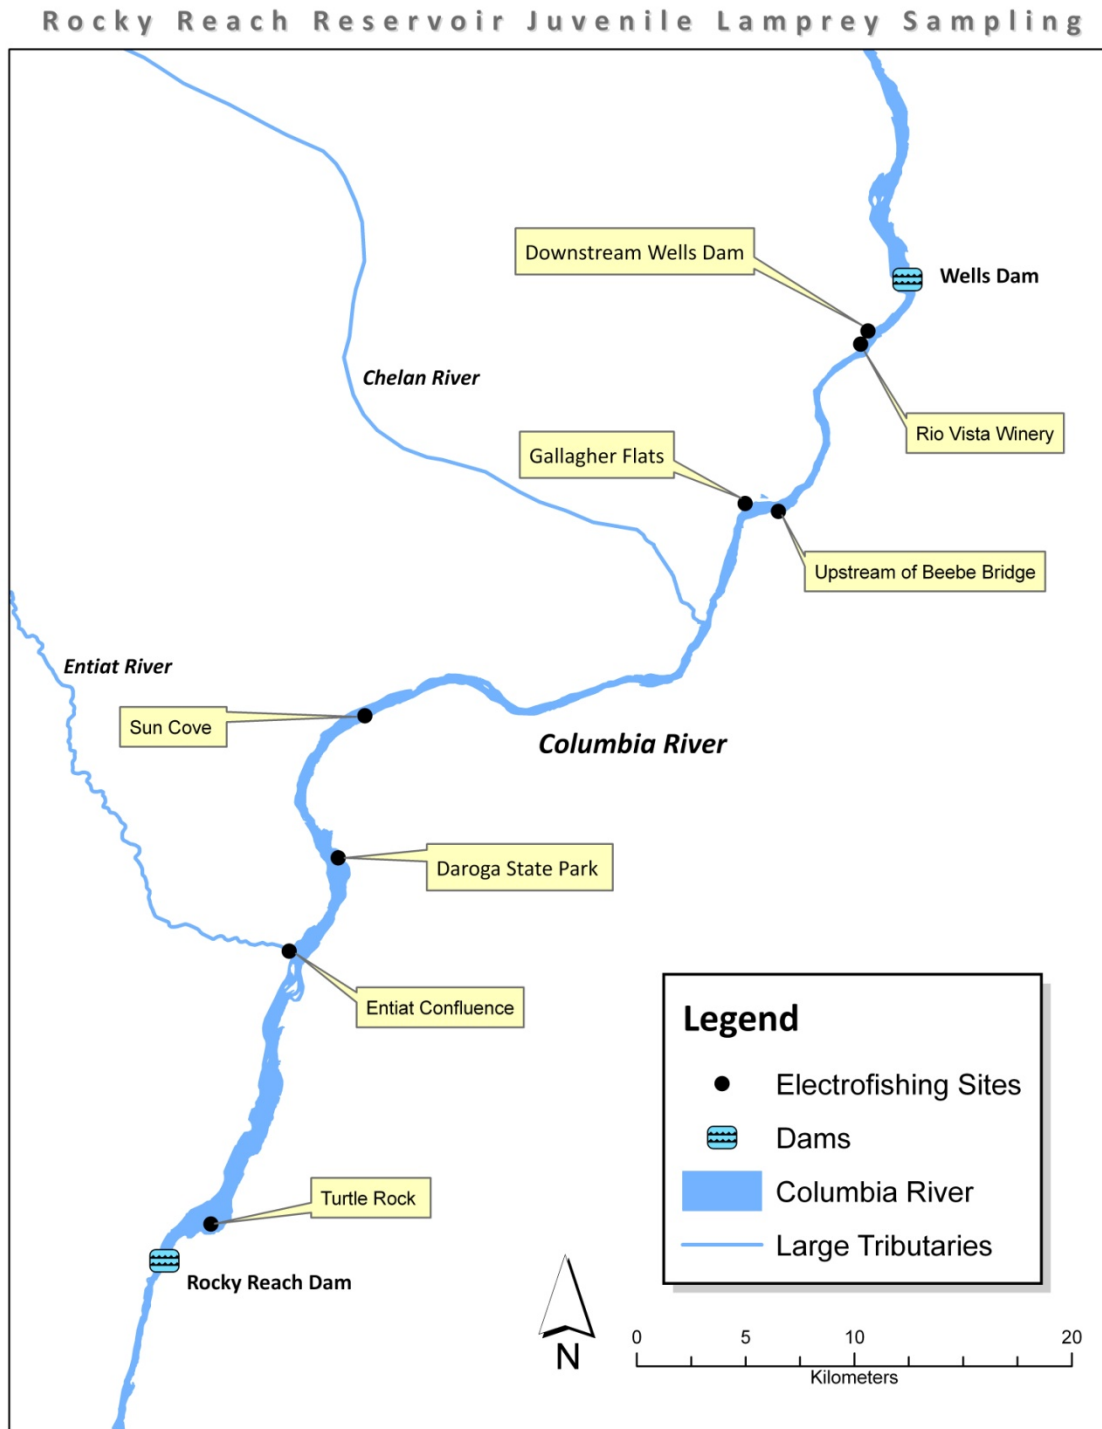 Rocky Reach Reservoir Juvenile Lamprey Sampling
Downstream Wells Dam
Wells Dam
Chelan River
Rio Vista Winery
Gallagher Flats
Upstream of Beebe Bridge
Entiat River
Sun Cove
Columbia River
Daroga State Park
Entiat Confluence
Turtle Rock
Rocky Reach Dam
Legend
Electrofishing Sites
Dams
Columbia River
Large Tributaries
N
0 5 10 20
Kilometers